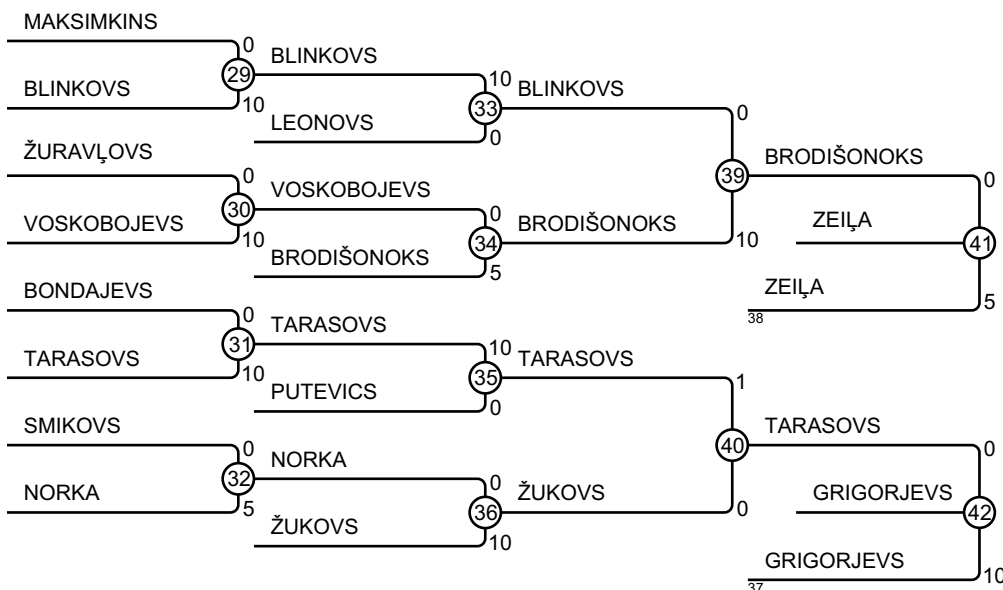 MAKSIMKINS
0
29
BLINKOVS
10
BLINKOVS
10
33
BLINKOVS
LEONOVS
0
0
ŽURAVĻOVS
39
BRODIŠONOKS
0
30
VOSKOBOJEVS
0
0
VOSKOBOJEVS
10
34
BRODIŠONOKS
10
ZEIĻA
41
BRODIŠONOKS
5
BONDAJEVS
0
ZEIĻA
5
38
31
TARASOVS
10
TARASOVS
10
35
TARASOVS
1
PUTEVICS
0
SMIKOVS
0
40
TARASOVS
0
32
NORKA
0
NORKA
5
36
ŽUKOVS
0
GRIGORJEVS
42
ŽUKOVS
10
GRIGORJEVS
10
37